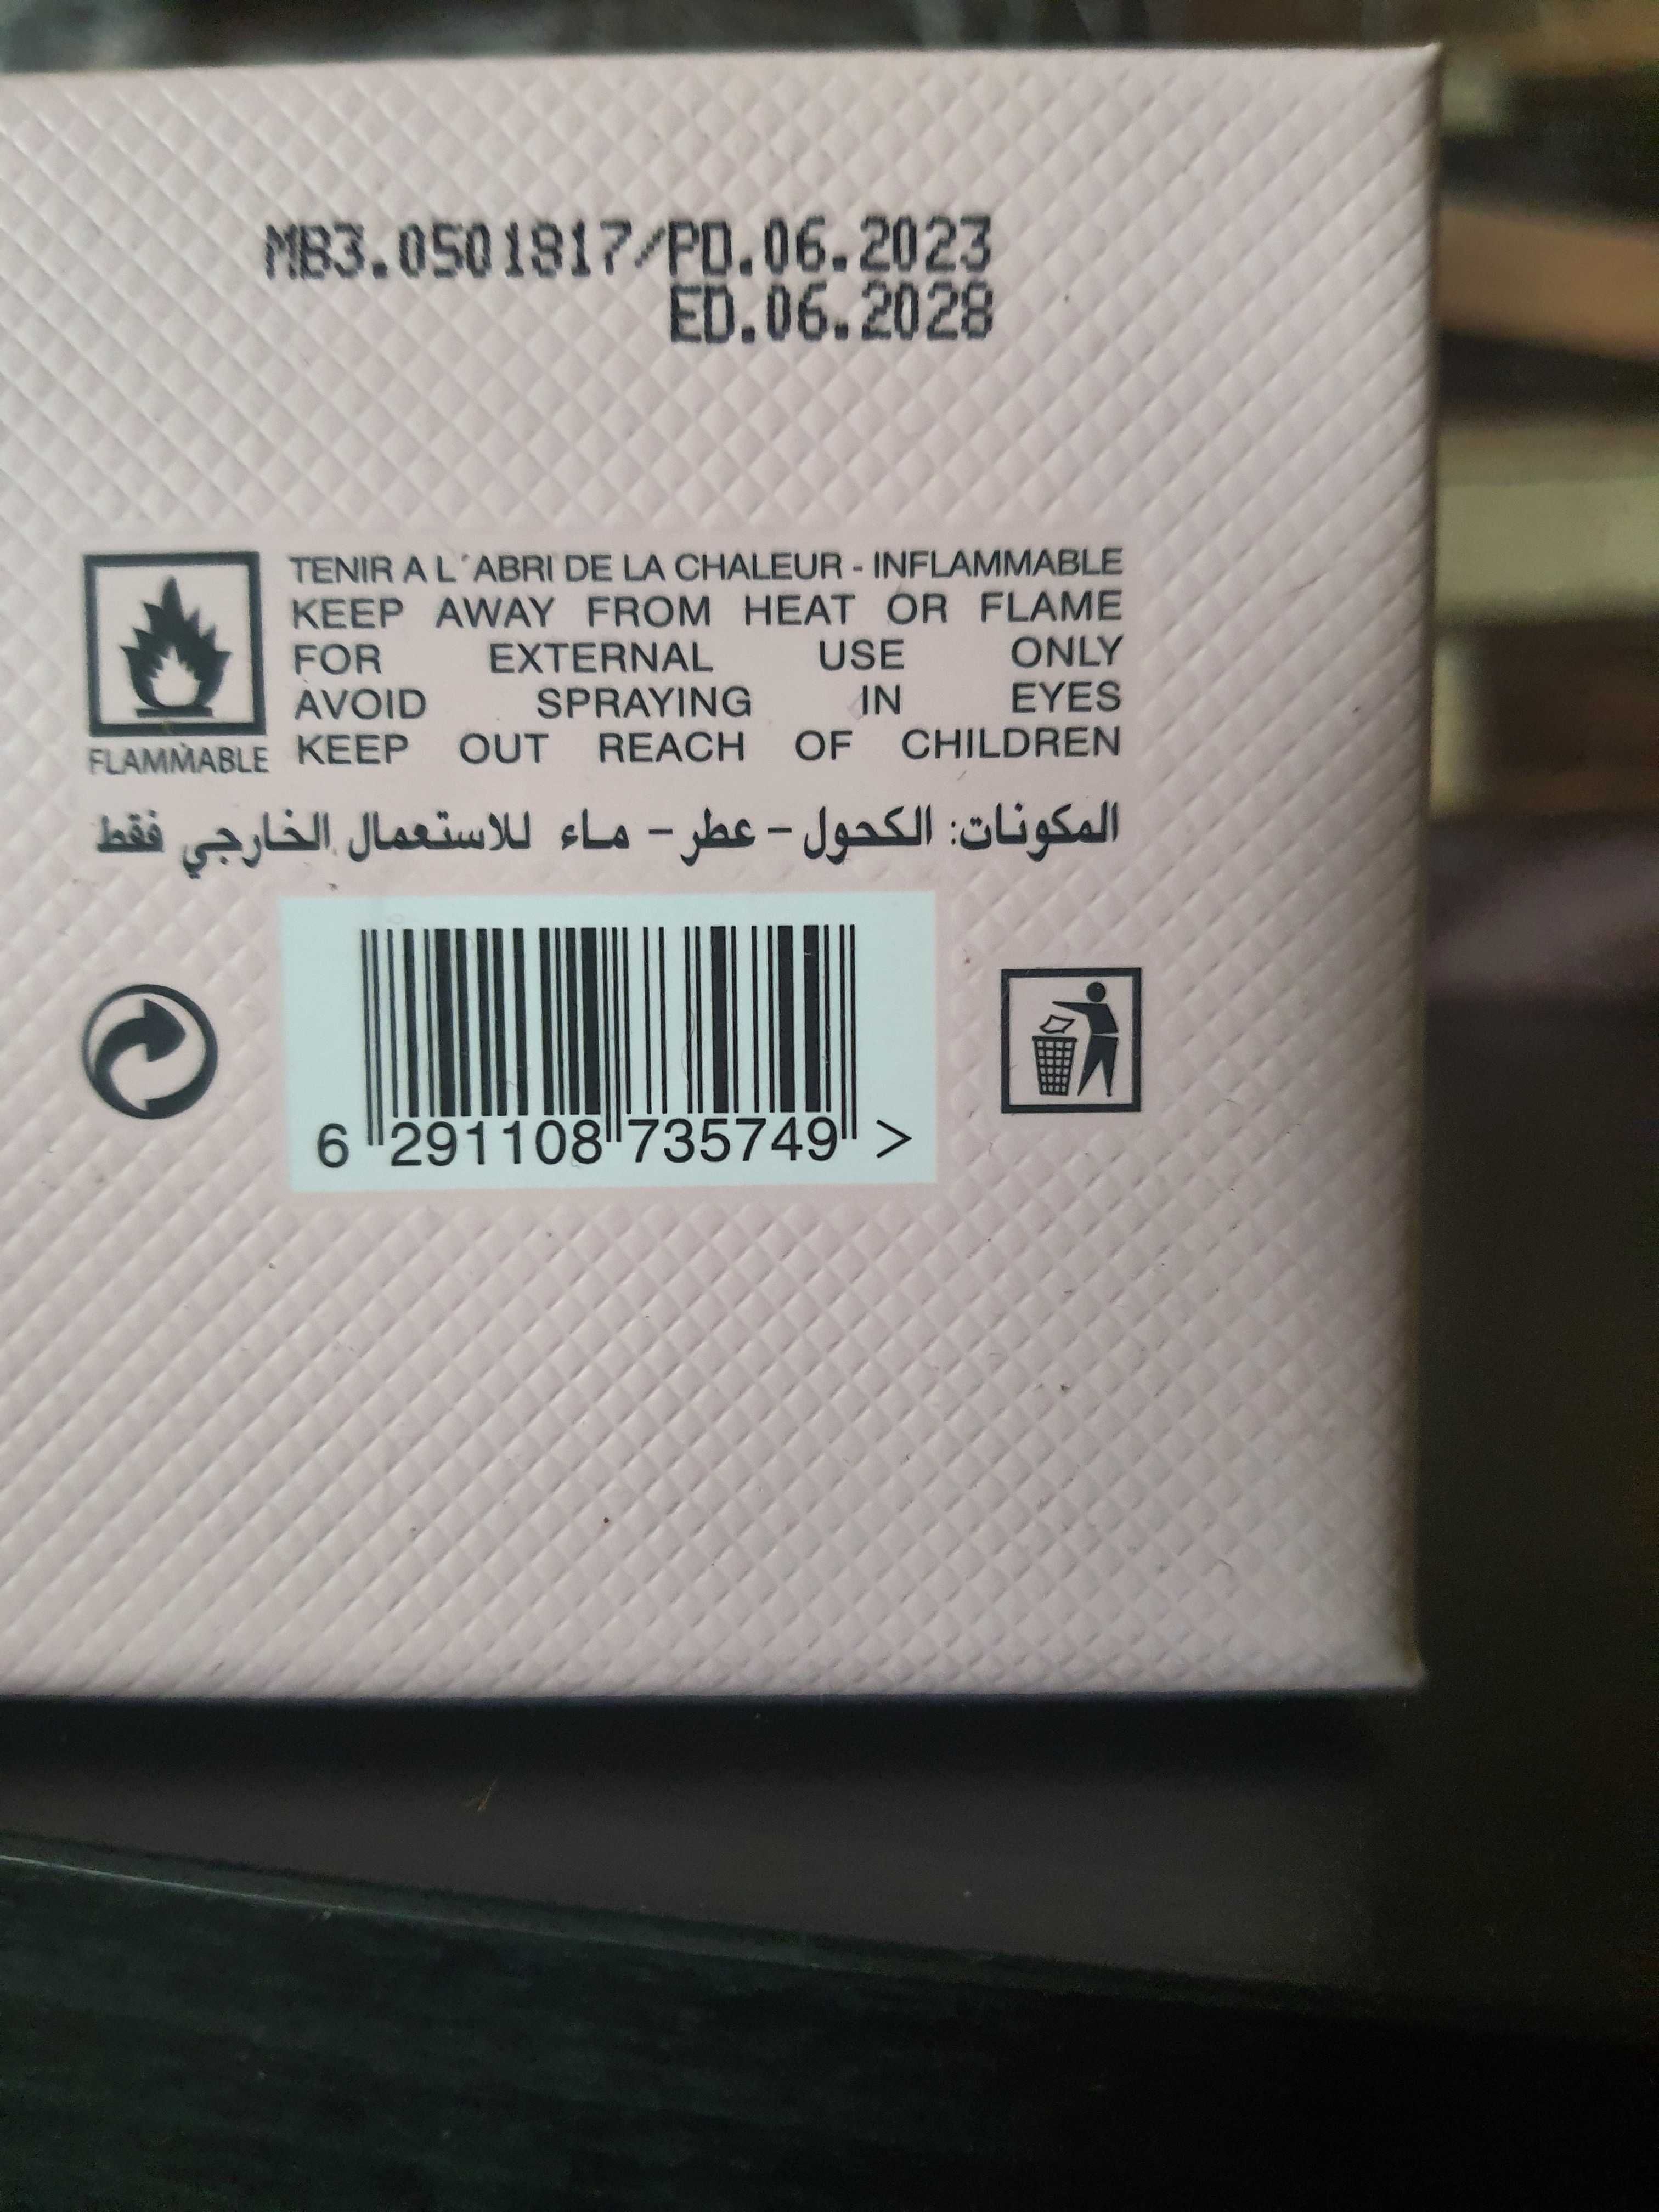 MB3.0501817/PD.06.2023
ED.06.2028
TENIR A L´ABRI DE LA CHALEUR - INFLAMMABLE
KEEP AWAY FROM HEAT OR FLAME
FOR EXTERNAL USE ONLY
AVOID SPRAYING IN EYES
KEEP OUT REACH OF CHILDREN
FLAMMABLE
المكونات: الكحول - عطر - ماء للاستعمال الخارجي فقط
6 291108 735749 >